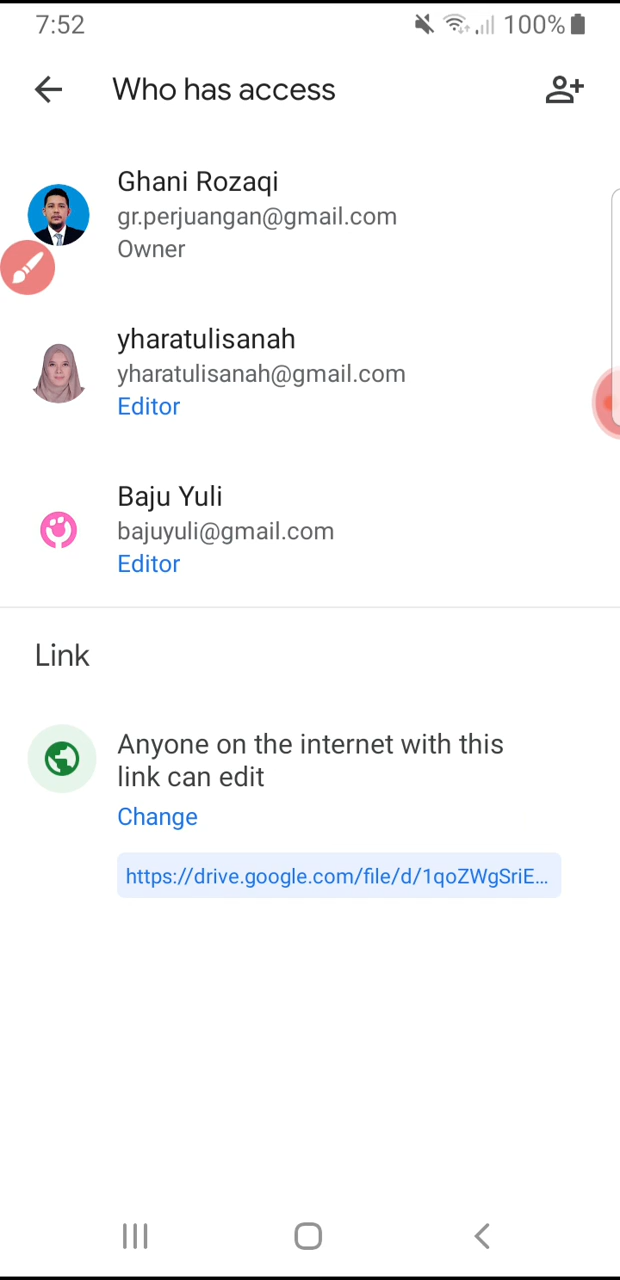 7:52
100%
Who has access
Ghani Rozaqi
gr.perjuangan@gmail.com
Owner
yharatulisanah
yharatulisanah@gmail.com
Editor
Baju Yuli
bajuyuli@gmail.com
Editor
Link
Anyone on the internet with this
link can edit
Change
https://drive.google.com/file/d/1qoZWgSriE...